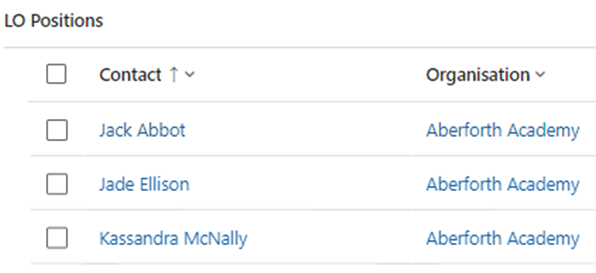 LO Positions
Contact ↑ Organisation
Jack Abbot Aberforth Academy
Jade Ellison Aberforth Academy
Kassandra McNally Aberforth Academy